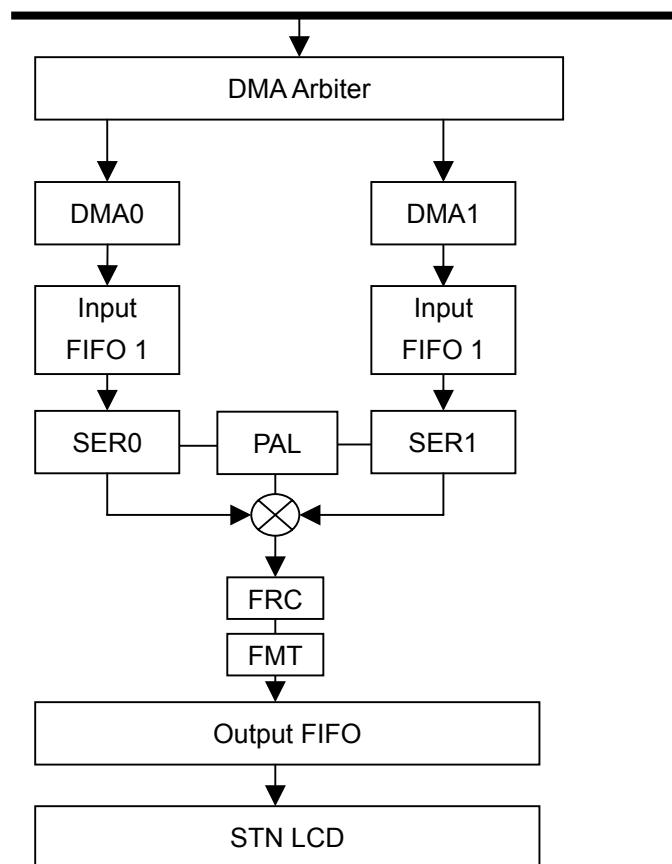 DMA Arbiter
DMA0
DMA1
Input
FIFO 1
Input
FIFO 1
SER0
PAL
SER1
FRC
FMT
Output FIFO
STN LCD